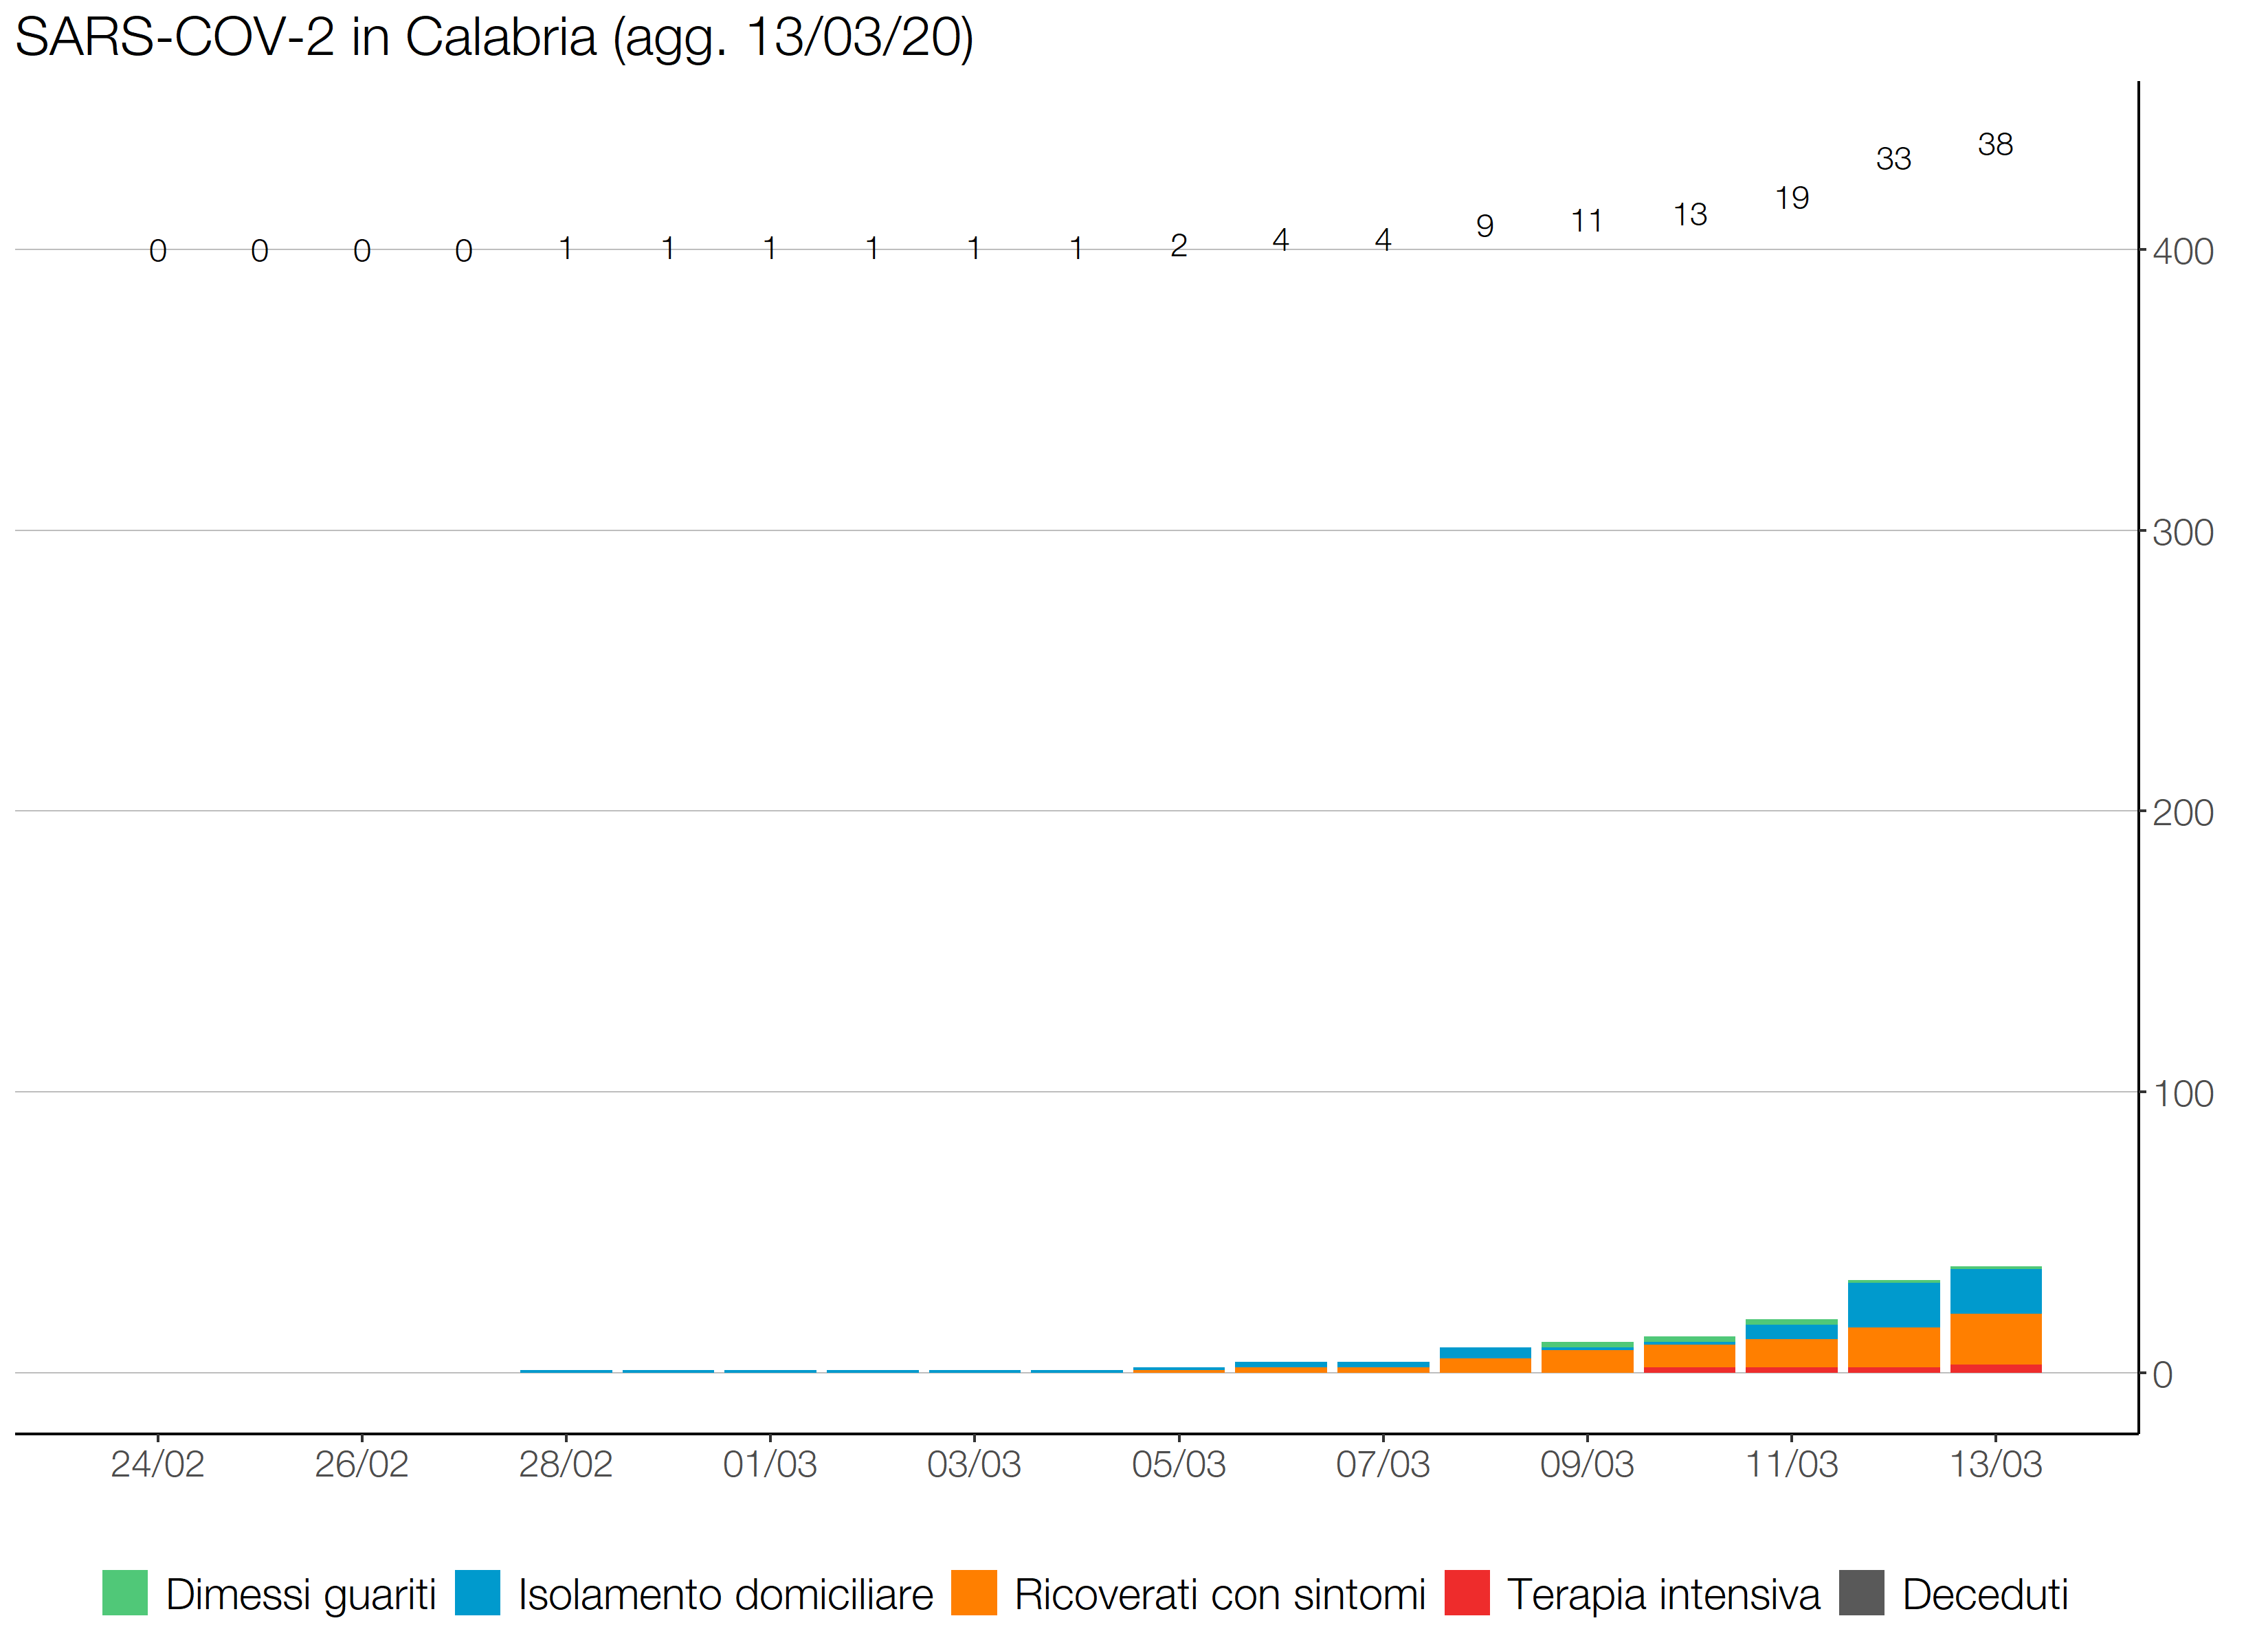 SARS-COV-2 in Calabria (agg. 13/03/20)
0 0 0 0 1 1 1 1 1 1 2 4 4 9 11 13 19 33 38
400
300
200
100
0
24/02 26/02 28/02 01/03 03/03 05/03 07/03 09/03 11/03 13/03
Dimessi guariti Isolamento domiciliare Ricoverati con sintomi Terapia intensiva Deceduti